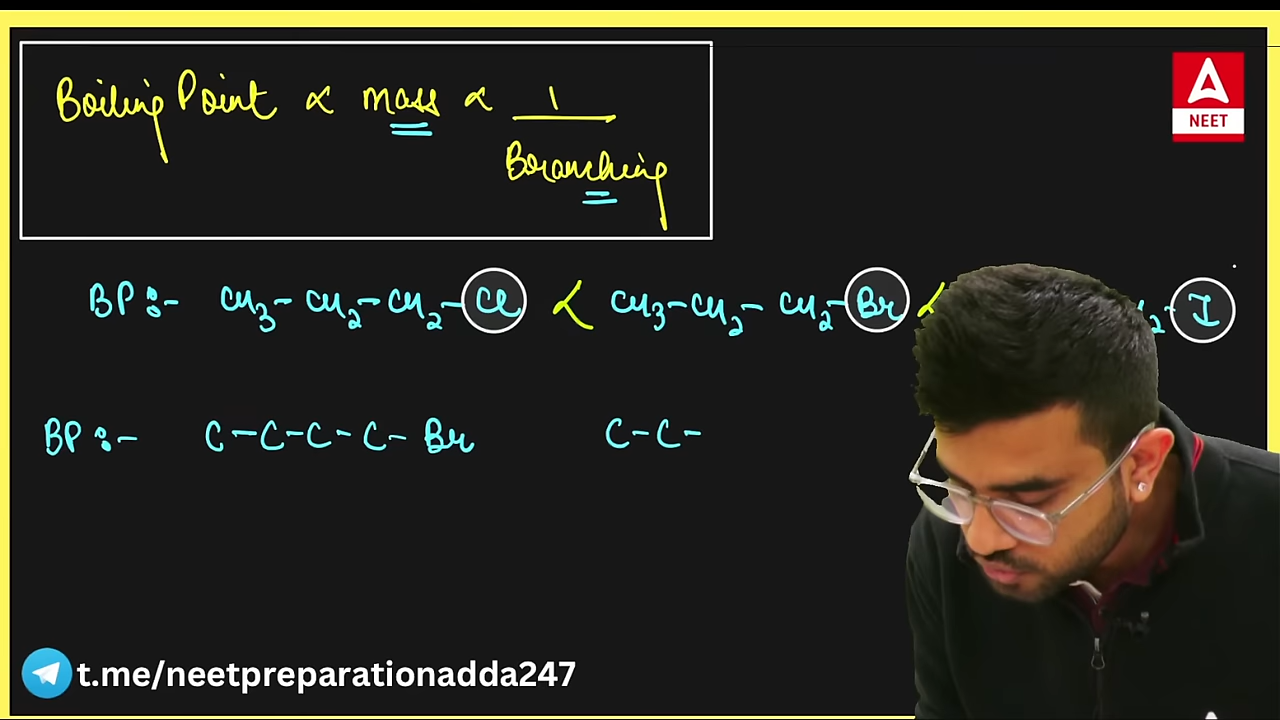 Boiling Point ∝ mass ∝ 1
Branching
NEET
BP :- CH3-CH2-CH2-Cl < CH3-CH2-CH2-Br < 2-I
BP :- C-C-C-C-Br C-C-
t.me/neetpreparationadda247